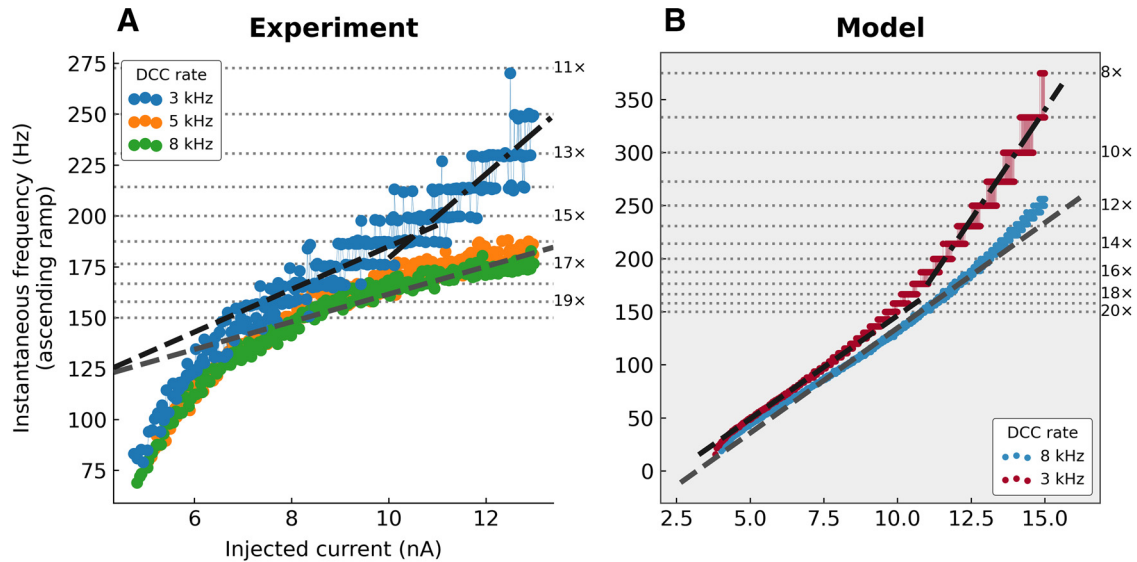 A
Experiment
Instantaneous frequency (Hz)
(ascending ramp)
275
250
225
200
175
150
125
100
75
DCC rate
3 kHz
5 kHz
8 kHz
11×
13×
15×
17×
19×
6
8
10
12
Injected current (nA)
B
Model
350
300
250
200
150
100
50
0
8×
10×
12×
14×
16×
18×
20×
DCC rate
8 kHz
3 kHz
2.5
5.0
7.5
10.0
12.5
15.0